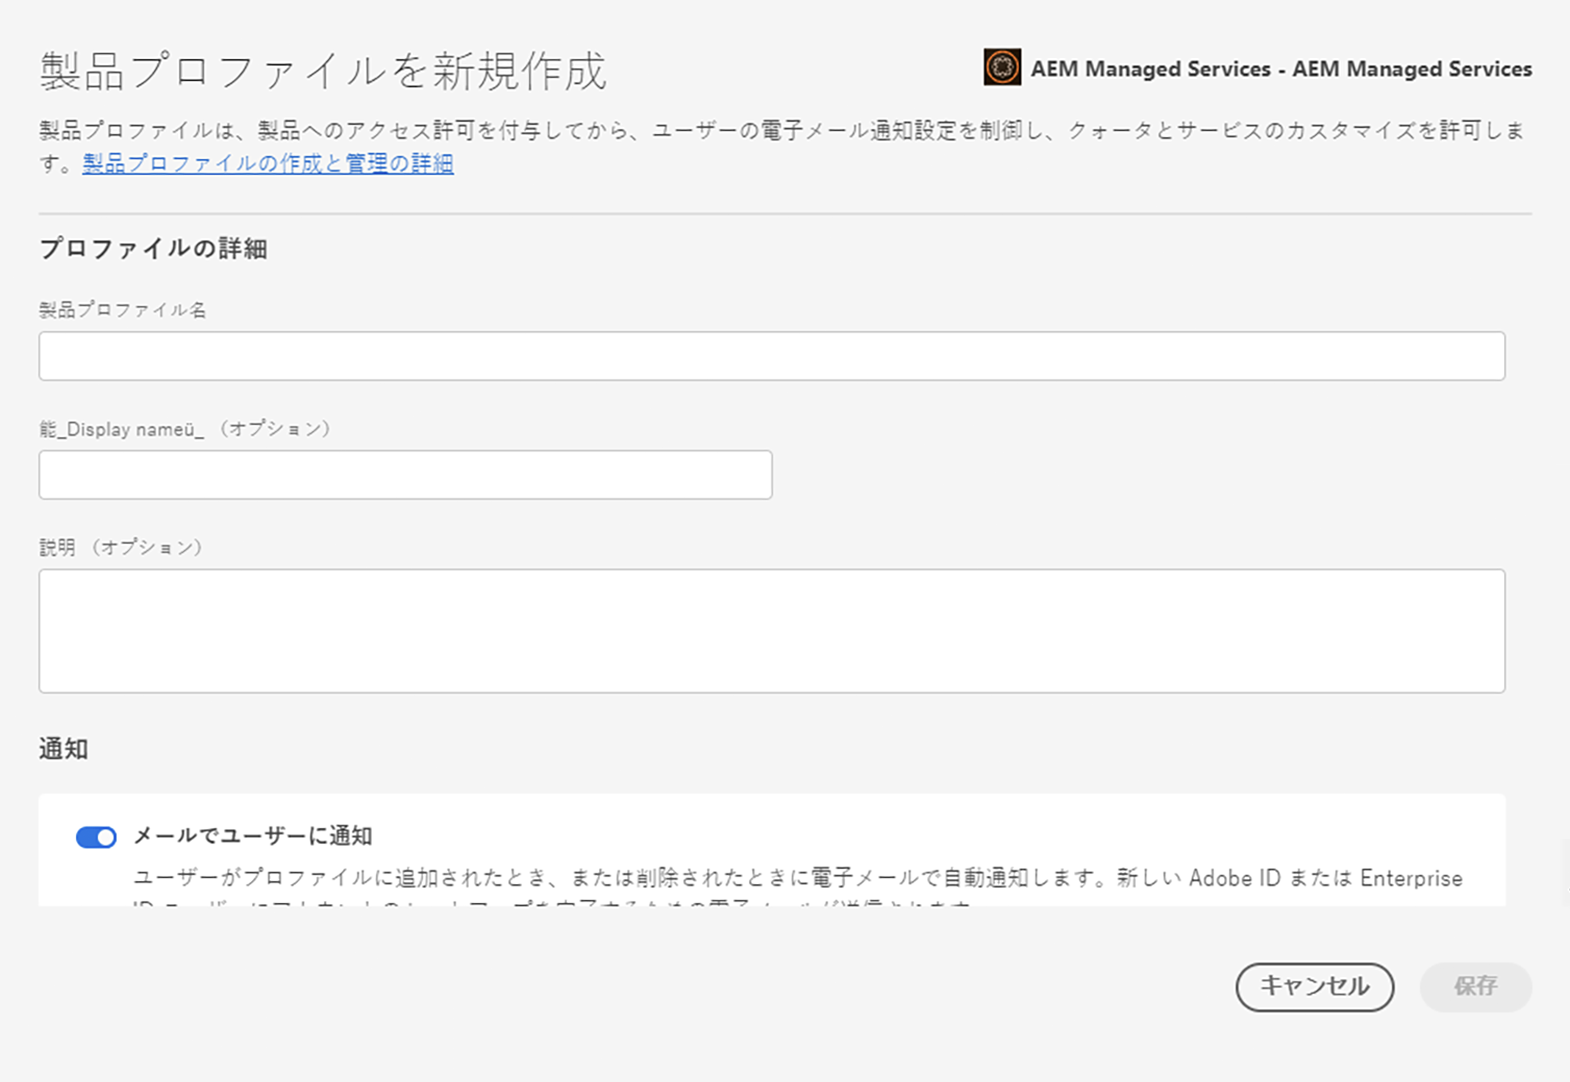 製品プロファイルを新規作成
AEM Managed Services - AEM Managed Services
製品プロファイルは、製品へのアクセス許可を付与してから、ユーザーの電子メール通知設定を制御し、クォータとサービスのカスタマイズを許可しま
す。製品プロファイルの作成と管理の詳細
プロファイルの詳細
製品プロファイル名
能_Display nameü_ （オプション）
説明 （オプション）
通知
メールでユーザーに通知
ユーザーがプロファイルに追加されたとき、または削除されたときに電子メールで自動通知します。新しい Adobe ID または Enterprise
キャンセル
保存